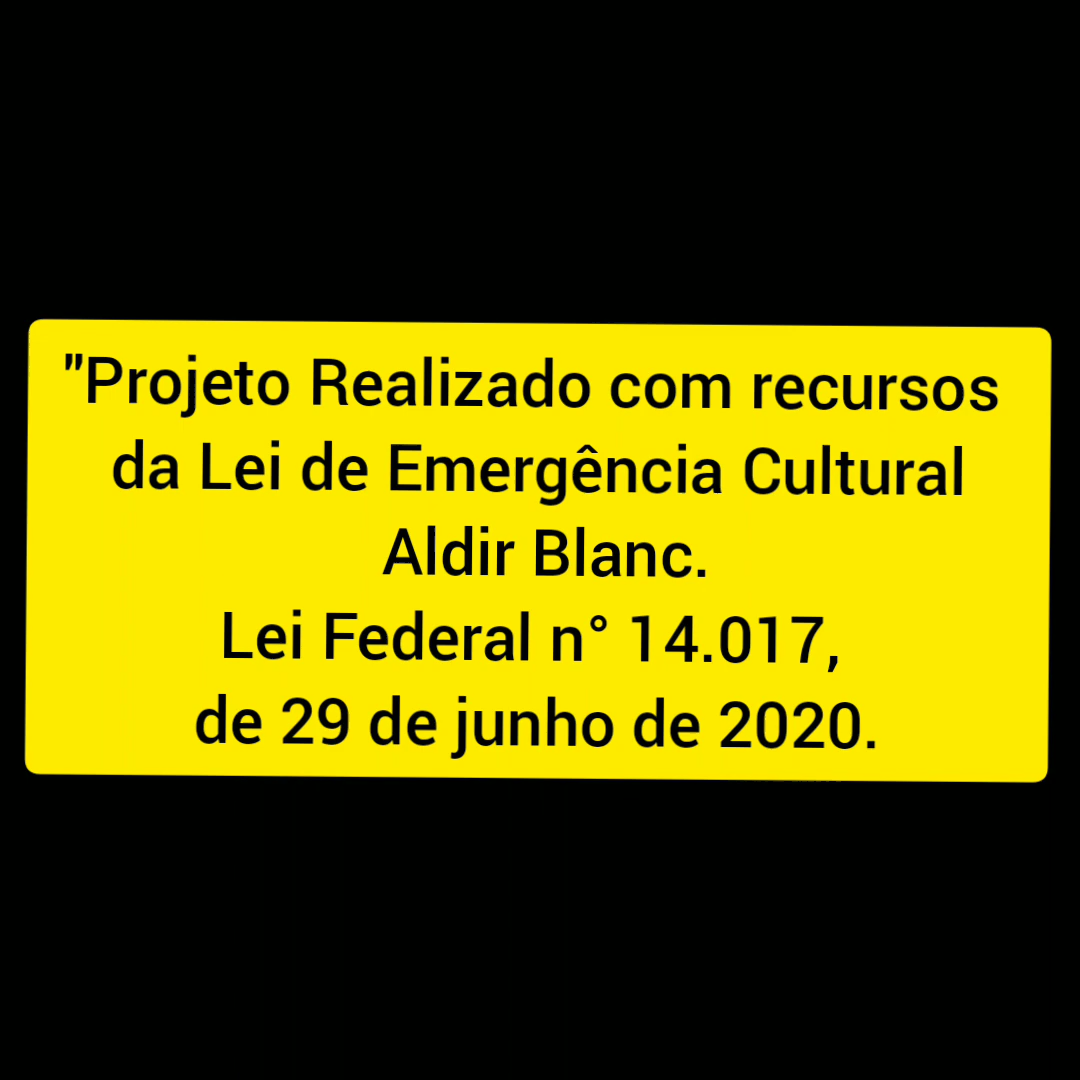 "Projeto Realizado com recursos
da Lei de Emergência Cultural
Aldir Blanc.
Lei Federal n° 14.017,
de 29 de junho de 2020.